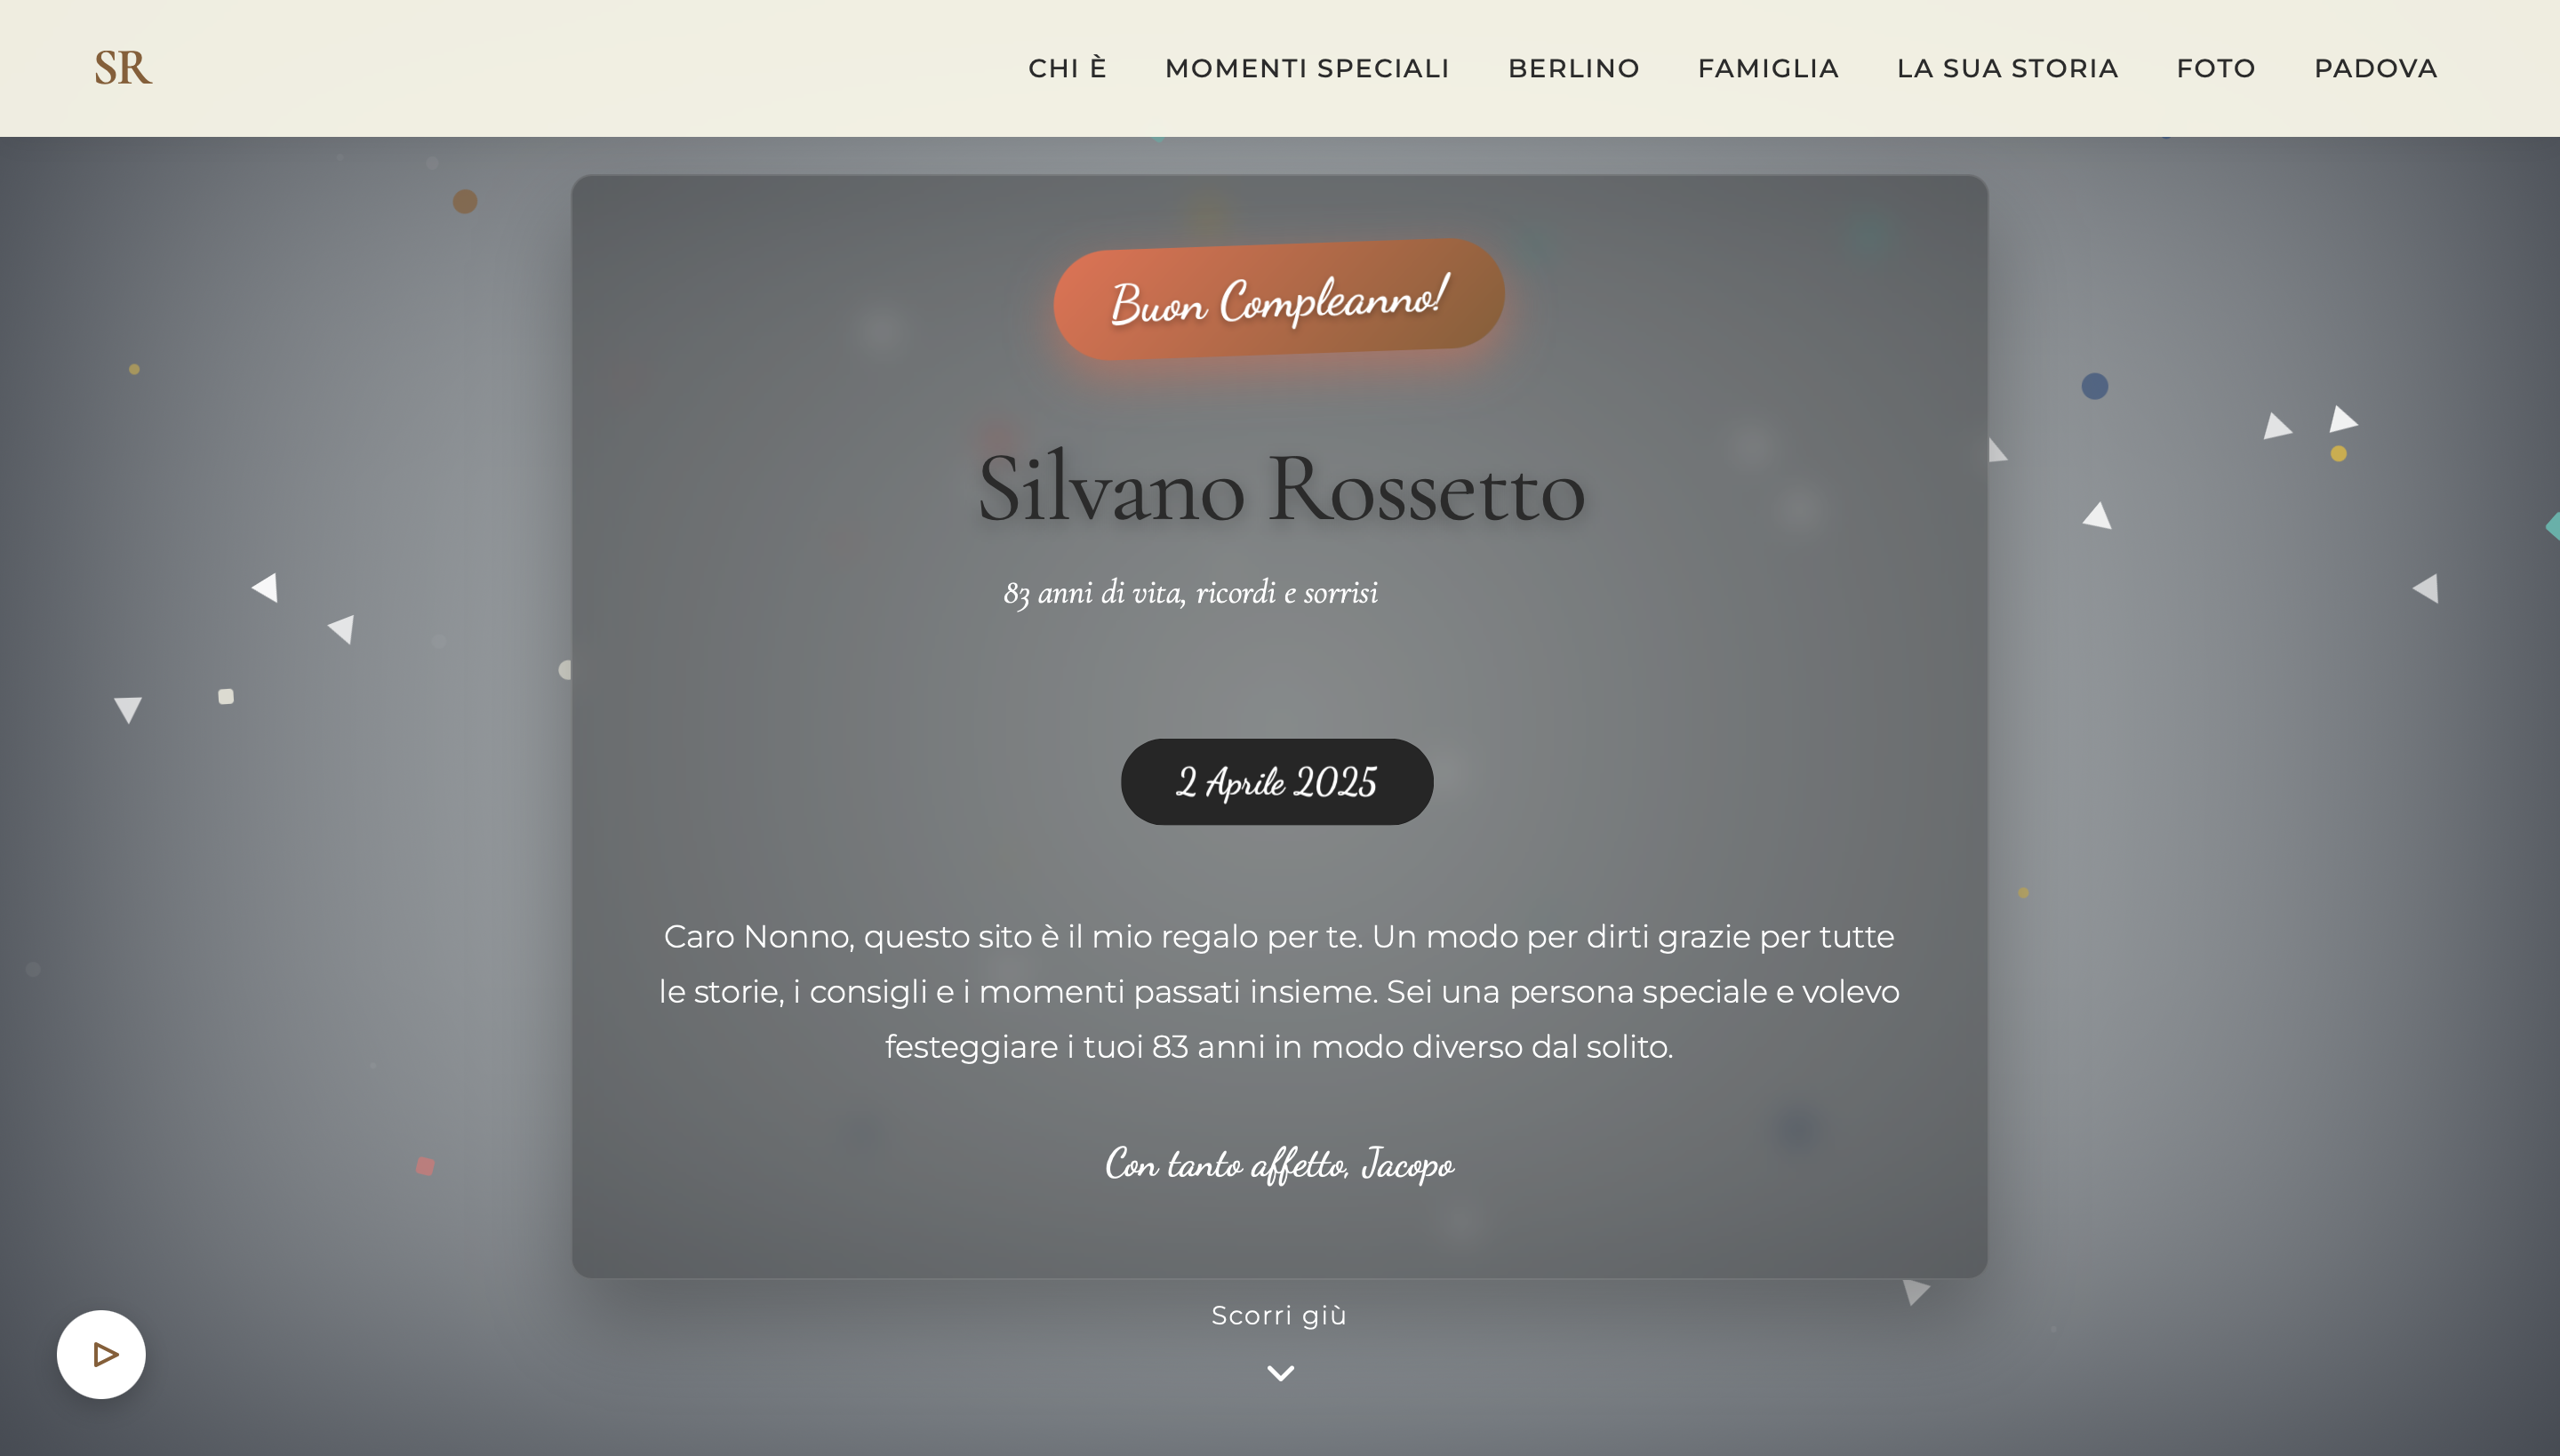 SR
CHI È
MOMENTI SPECIALI
BERLINO
FAMIGLIA
LA SUA STORIA
FOTO
PADOVA
Buon Compleanno!
Silvano Rossetto
83 anni di vita, ricordi e sorrisi
2 Aprile 2025
Caro Nonno, questo sito è il mio regalo per te. Un modo per dirti grazie per tutte
le storie, i consigli e i momenti passati insieme. Sei una persona speciale e volevo
festeggiare i tuoi 83 anni in modo diverso dal solito.
Con tanto affetto, Jacopo
Scorri giù